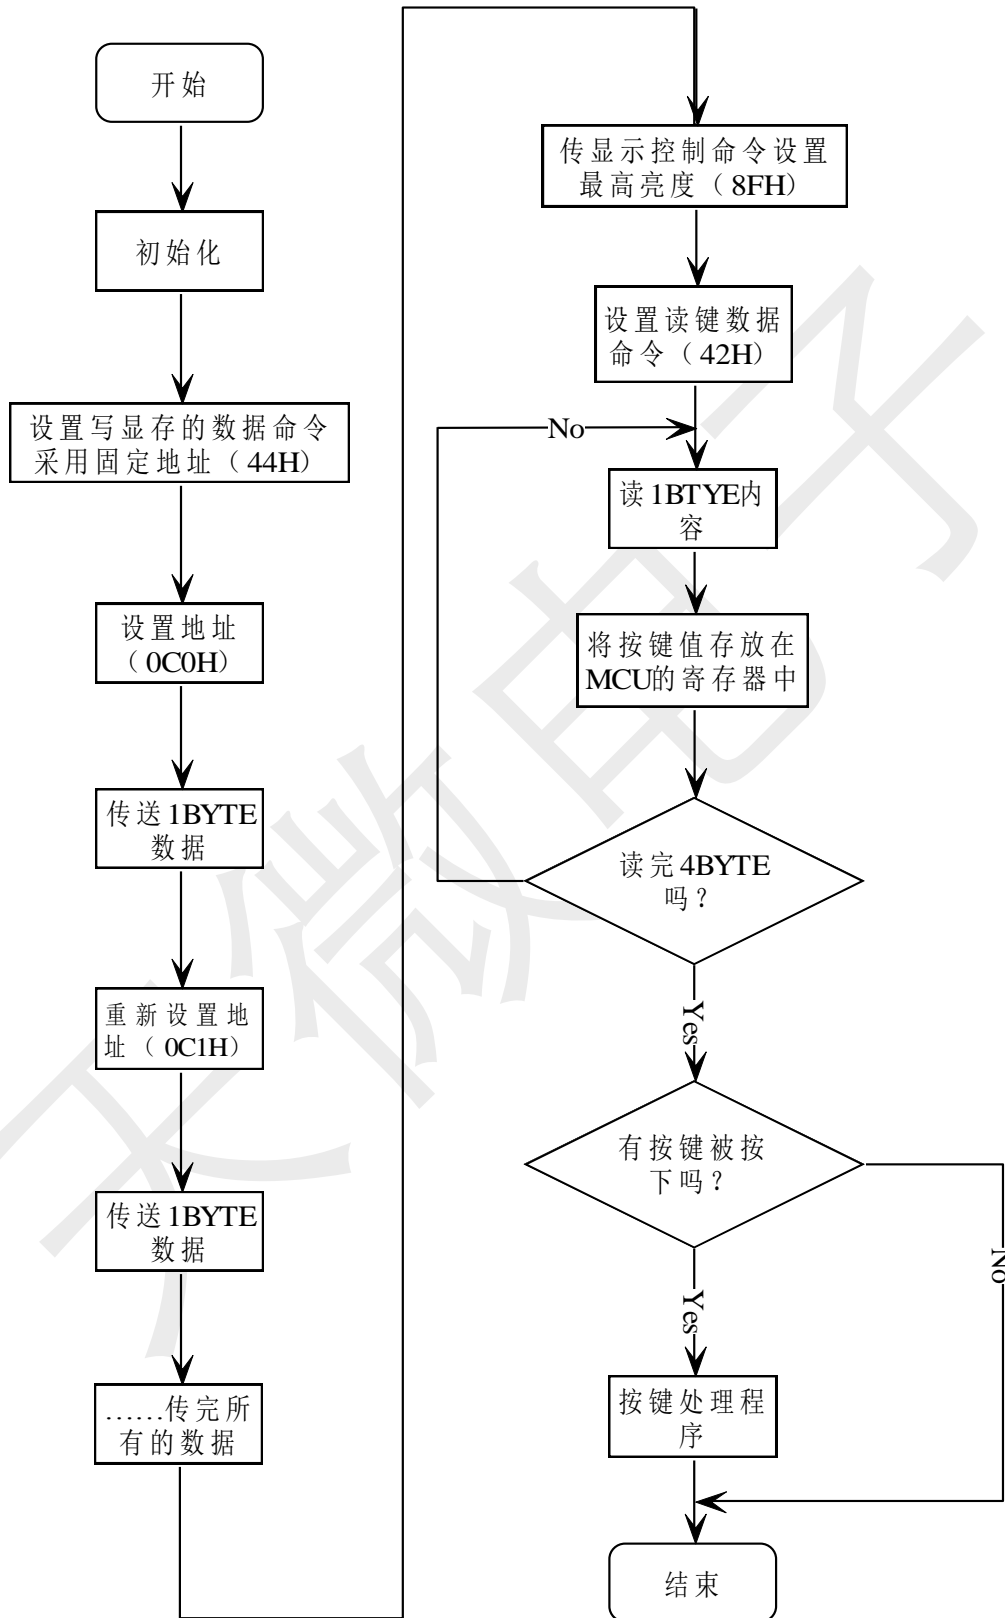 开始
初始化
设置写显存的数据命令
采用固定地址（44H）
设置地址
（0C0H）
传送1BYTE
数据
重新设置地
址（0C1H）
传送1BYTE
数据
……传完所
有的数据
传显示控制命令设置
最高亮度（8FH）
设置读键数据
命令（42H）
No
读1BTYE内
容
将按键值存放在
MCU的寄存器中
读完4BYTE
吗？
Yes
有按键被按
下吗？
No
Yes
按键处理程
序
结束
天微电子